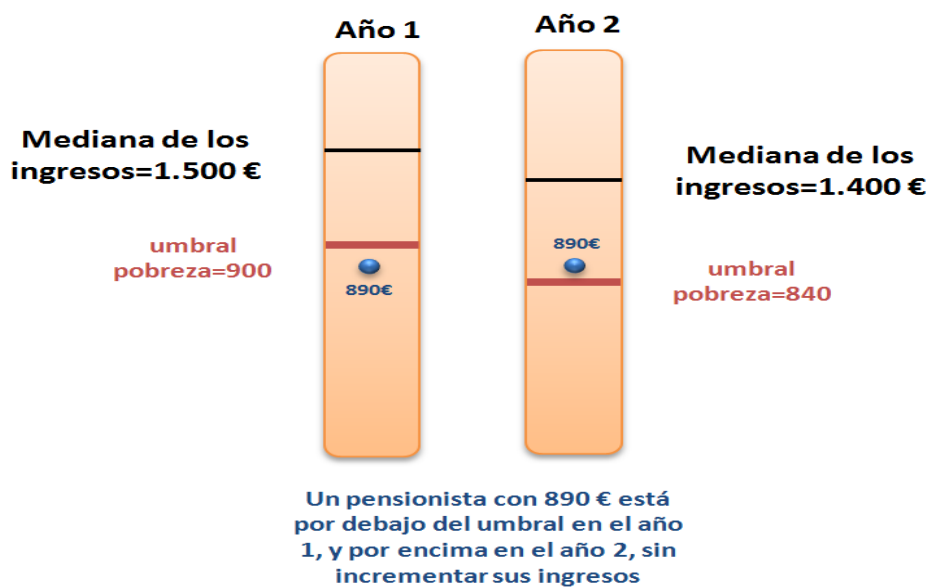 Año 1
Año 2
Mediana de los
ingresos=1.500 €
Mediana de los
ingresos=1.400 €
umbral
pobreza=900
890€
890€
umbral
pobreza=840
Un pensionista con 890 € está
por debajo del umbral en el año
1, y por encima en el año 2, sin
incrementar sus ingresos